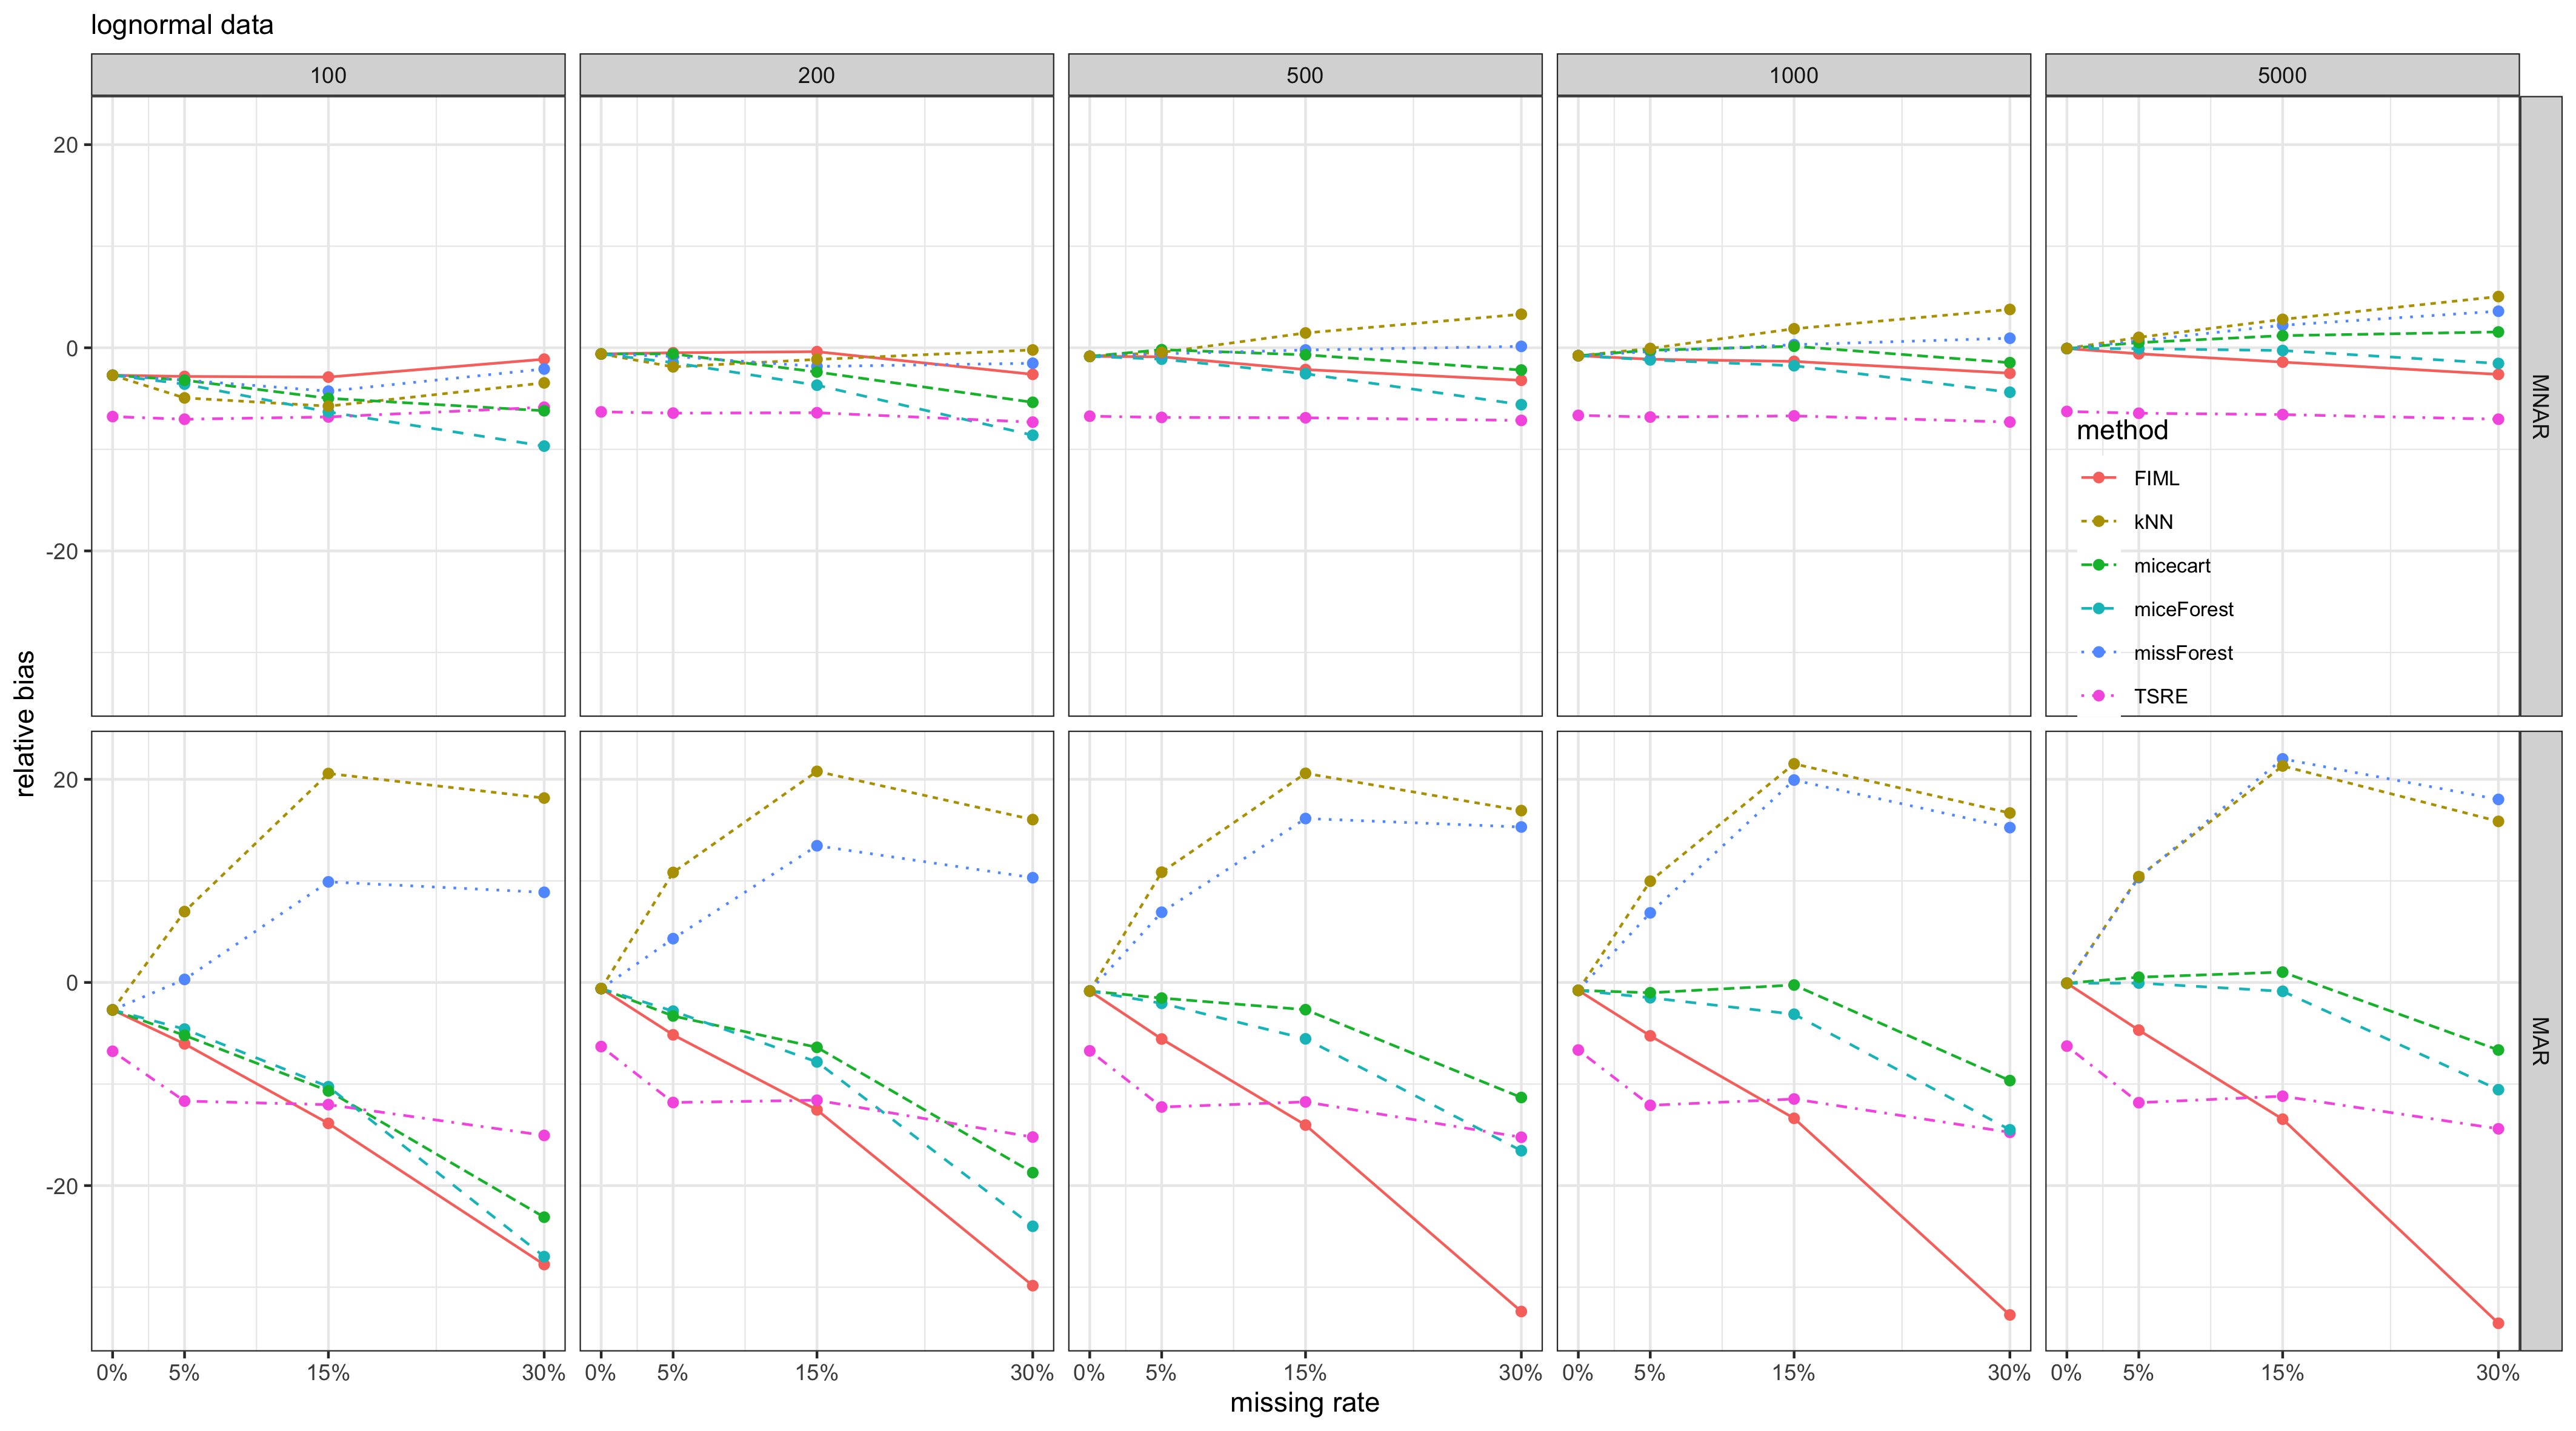 lognormal data
100 200 500 1000 5000
20
0
-20
MNAR
method
FIML
kNN
micecart
miceForest
missForest
TSRE
relative bias
20
0
-20
MAR
0% 5% 15% 30% 0% 5% 15% 30% 0% 5% 15% 30% 0% 5% 15% 30% 0% 5% 15% 30%
missing rate